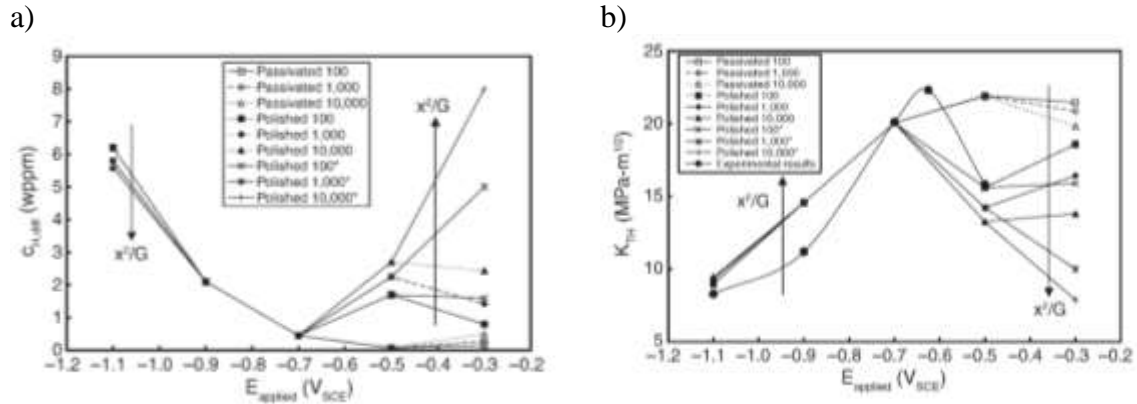 a)
b)
9
8
7
6
5
4
3
2
1
0
c_H,diff (wppm)
Passivated 100
Passivated 1,000
Passivated 10,000
Polished 100
Polished 1,000
Polished 10,000
Polished 100*
Polished 1,000*
Polished 10,000*
x²/G
x²/G
−1.2 −1.1 −1.0 −0.9 −0.8 −0.7 −0.6 −0.5 −0.4 −0.3 −0.2
E_applied (V_SCE)
25
20
15
10
5
K_TH (MPa-m^1/2)
Passivated 100
Passivated 1,000
Passivated 10,000
Polished 100
Polished 1,000
Polished 10,000
Polished 100*
Polished 1,000*
Polished 10,000*
Experimental results
x²/G
x²/G
−1.2 −1.1 −1.0 −0.9 −0.8 −0.7 −0.6 −0.5 −0.4 −0.3 −0.2
E_applied (V_SCE)